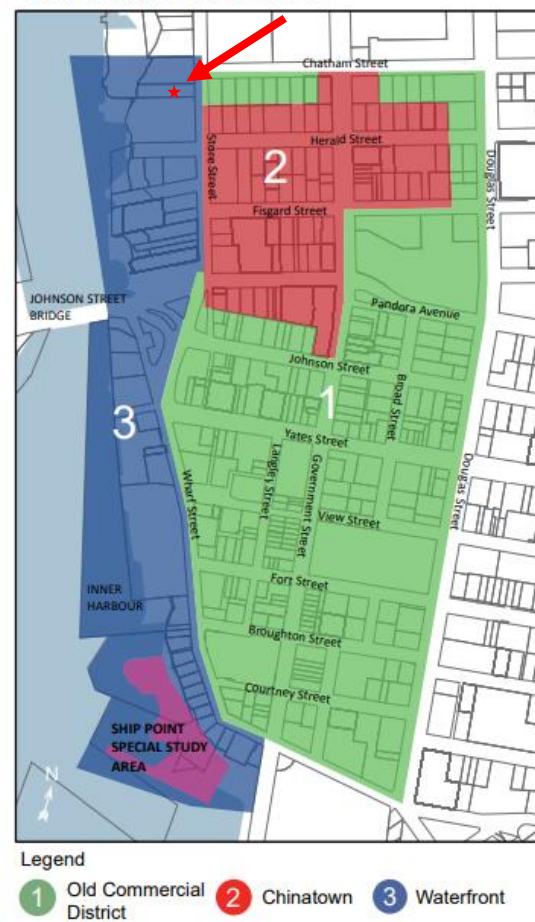 Chatham Street
Herald Street
Store Street
2
Douglas Street
Fisgard Street
JOHNSON STREET
BRIDGE
Pandora Avenue
Johnson Street
1
Broad Street
3
Yates Street
Langley Street
Government Street
Douglas Street
Wharf Street
View Street
Fort Street
INNER
HARBOUR
Broughton Street
Courtney Street
SHIP POINT
SPECIAL STUDY
AREA
N
Legend
1 Old Commercial
District
2 Chinatown
3 Waterfront